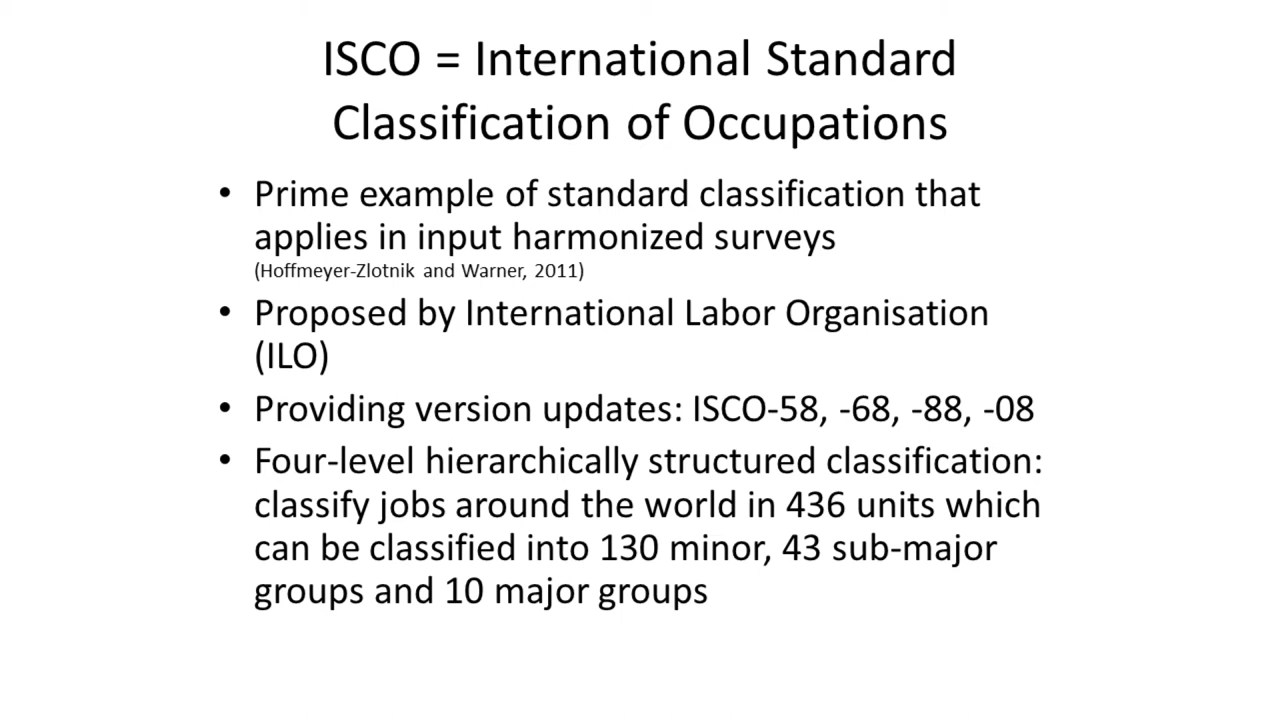 ISCO = International Standard
Classification of Occupations
• Prime example of standard classification that
applies in input harmonized surveys
(Hoffmeyer-Zlotnik and Warner, 2011)
• Proposed by International Labor Organisation
(ILO)
• Providing version updates: ISCO-58, -68, -88, -08
• Four-level hierarchically structured classification:
classify jobs around the world in 436 units which
can be classified into 130 minor, 43 sub-major
groups and 10 major groups